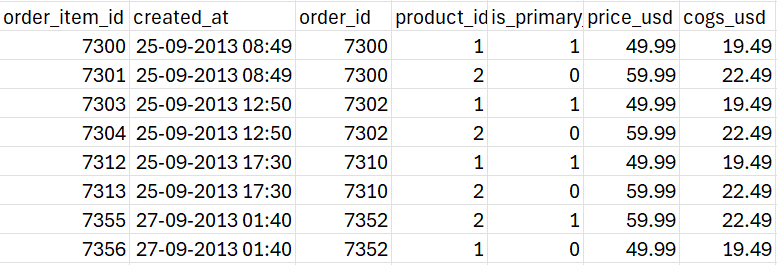 order_item_id created_at order_id product_id is_primary_ price_usd cogs_usd
7300 25-09-2013 08:49 7300 1 1 49.99 19.49
7301 25-09-2013 08:49 7300 2 0 59.99 22.49
7303 25-09-2013 12:50 7302 1 1 49.99 19.49
7304 25-09-2013 12:50 7302 2 0 59.99 22.49
7312 25-09-2013 17:30 7310 1 1 49.99 19.49
7313 25-09-2013 17:30 7310 2 0 59.99 22.49
7355 27-09-2013 01:40 7352 2 1 59.99 22.49
7356 27-09-2013 01:40 7352 1 0 49.99 19.49